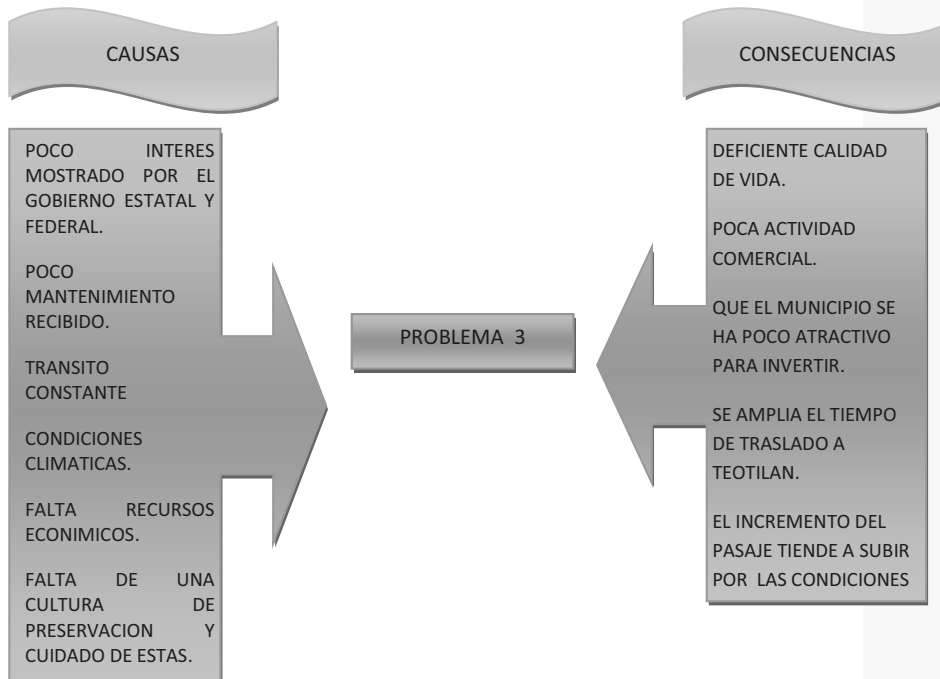 CAUSAS
POCO INTERES
MOSTRADO POR EL
GOBIERNO ESTATAL Y
FEDERAL.
POCO
MANTENIMIENTO
RECIBIDO.
TRANSITO
CONSTANTE
CONDICIONES
CLIMATICAS.
FALTA RECURSOS
ECONIMICOS.
FALTA DE UNA
CULTURA DE
PRESERVACION Y
CUIDADO DE ESTAS.
PROBLEMA 3
CONSECUENCIAS
DEFICIENTE CALIDAD
DE VIDA.
POCA ACTIVIDAD
COMERCIAL.
QUE EL MUNICIPIO SE
HA POCO ATRACTIVO
PARA INVERTIR.
SE AMPLIA EL TIEMPO
DE TRASLADO A
TEOTILAN.
EL INCREMENTO DEL
PASAJE TIENDE A SUBIR
POR LAS CONDICIONES